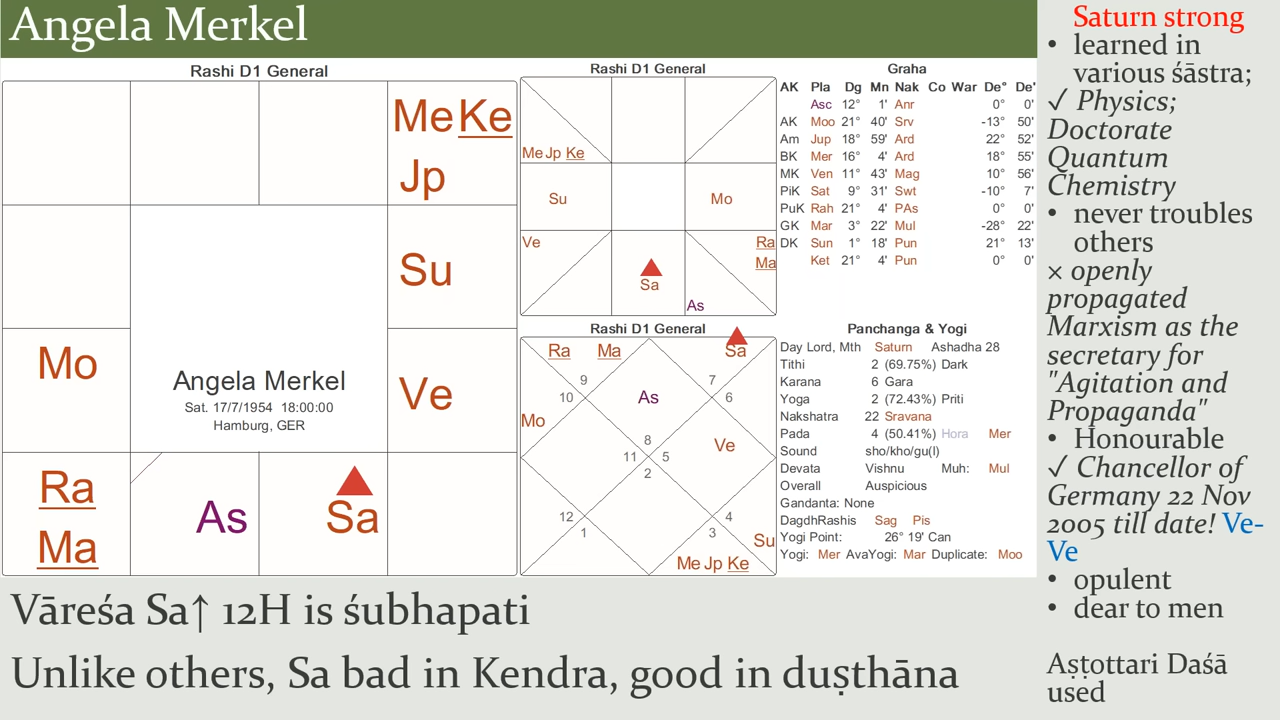 Angela Merkel
Rashi D1 General
Me Ke
Jp
Su
Mo
Ve
Angela Merkel
Sat. 17/7/1954 18:00:00
Hamburg, GER
Ra
Ma
As
Sa
Rashi D1 General
Me Jp Ke
Su
Mo
Ve
Ra
Ma
Sa
As
Rashi D1 General
Ra Ma
Sa
9
7
10
As
6
Mo
8
Ve
11
5
2
12
4
1
3
Su
Me Jp Ke
Graha
AK Pla Dg Mn Nak Co War De° De'
Asc 12° 1' Anr 0° 0'
AK Moo 21° 40' Srv -13° 50'
Am Jup 18° 59' Ard 22° 52'
BK Mer 16° 4' Ard 18° 55'
MK Ven 11° 43' Mag 10° 56'
PiK Sat 9° 31' Swt -10° 7'
PuK Rah 21° 4' PAs 0° 0'
GK Mar 3° 22' Mul -28° 22'
DK Sun 1° 18' Pun 21° 13'
Ket 21° 4' Pun 0° 0'
Panchanga & Yogi
Day Lord, Mth Saturn Ashadha 28
Tithi 2 (69.75%) Dark
Karana 6 Gara
Yoga 2 (72.43%) Priti
Nakshatra 22 Sravana
Pada 4 (50.41%) Hora Mer
Sound sho/kho/gu(l)
Devata Vishnu Muh: Mul
Overall Auspicious
Gandanta: None
DagdhRashis Sag Pis
Yogi Point: 26° 19' Can
Yogi: Mer AvaYogi: Mar Duplicate: Moo
Vāreśa Sa↑ 12H is śubhapati
Unlike others, Sa bad in Kendra, good in duṣthāna
Saturn strong
• learned in
various śāstra;
✓ Physics;
Doctorate
Quantum
Chemistry
• never troubles
others
× openly
propagated
Marxism as the
secretary for
"Agitation and
Propaganda"
• Honourable
✓ Chancellor of
Germany 22 Nov
2005 till date! Ve-
Ve
• opulent
• dear to men
Aṣṭottari Daśā
used